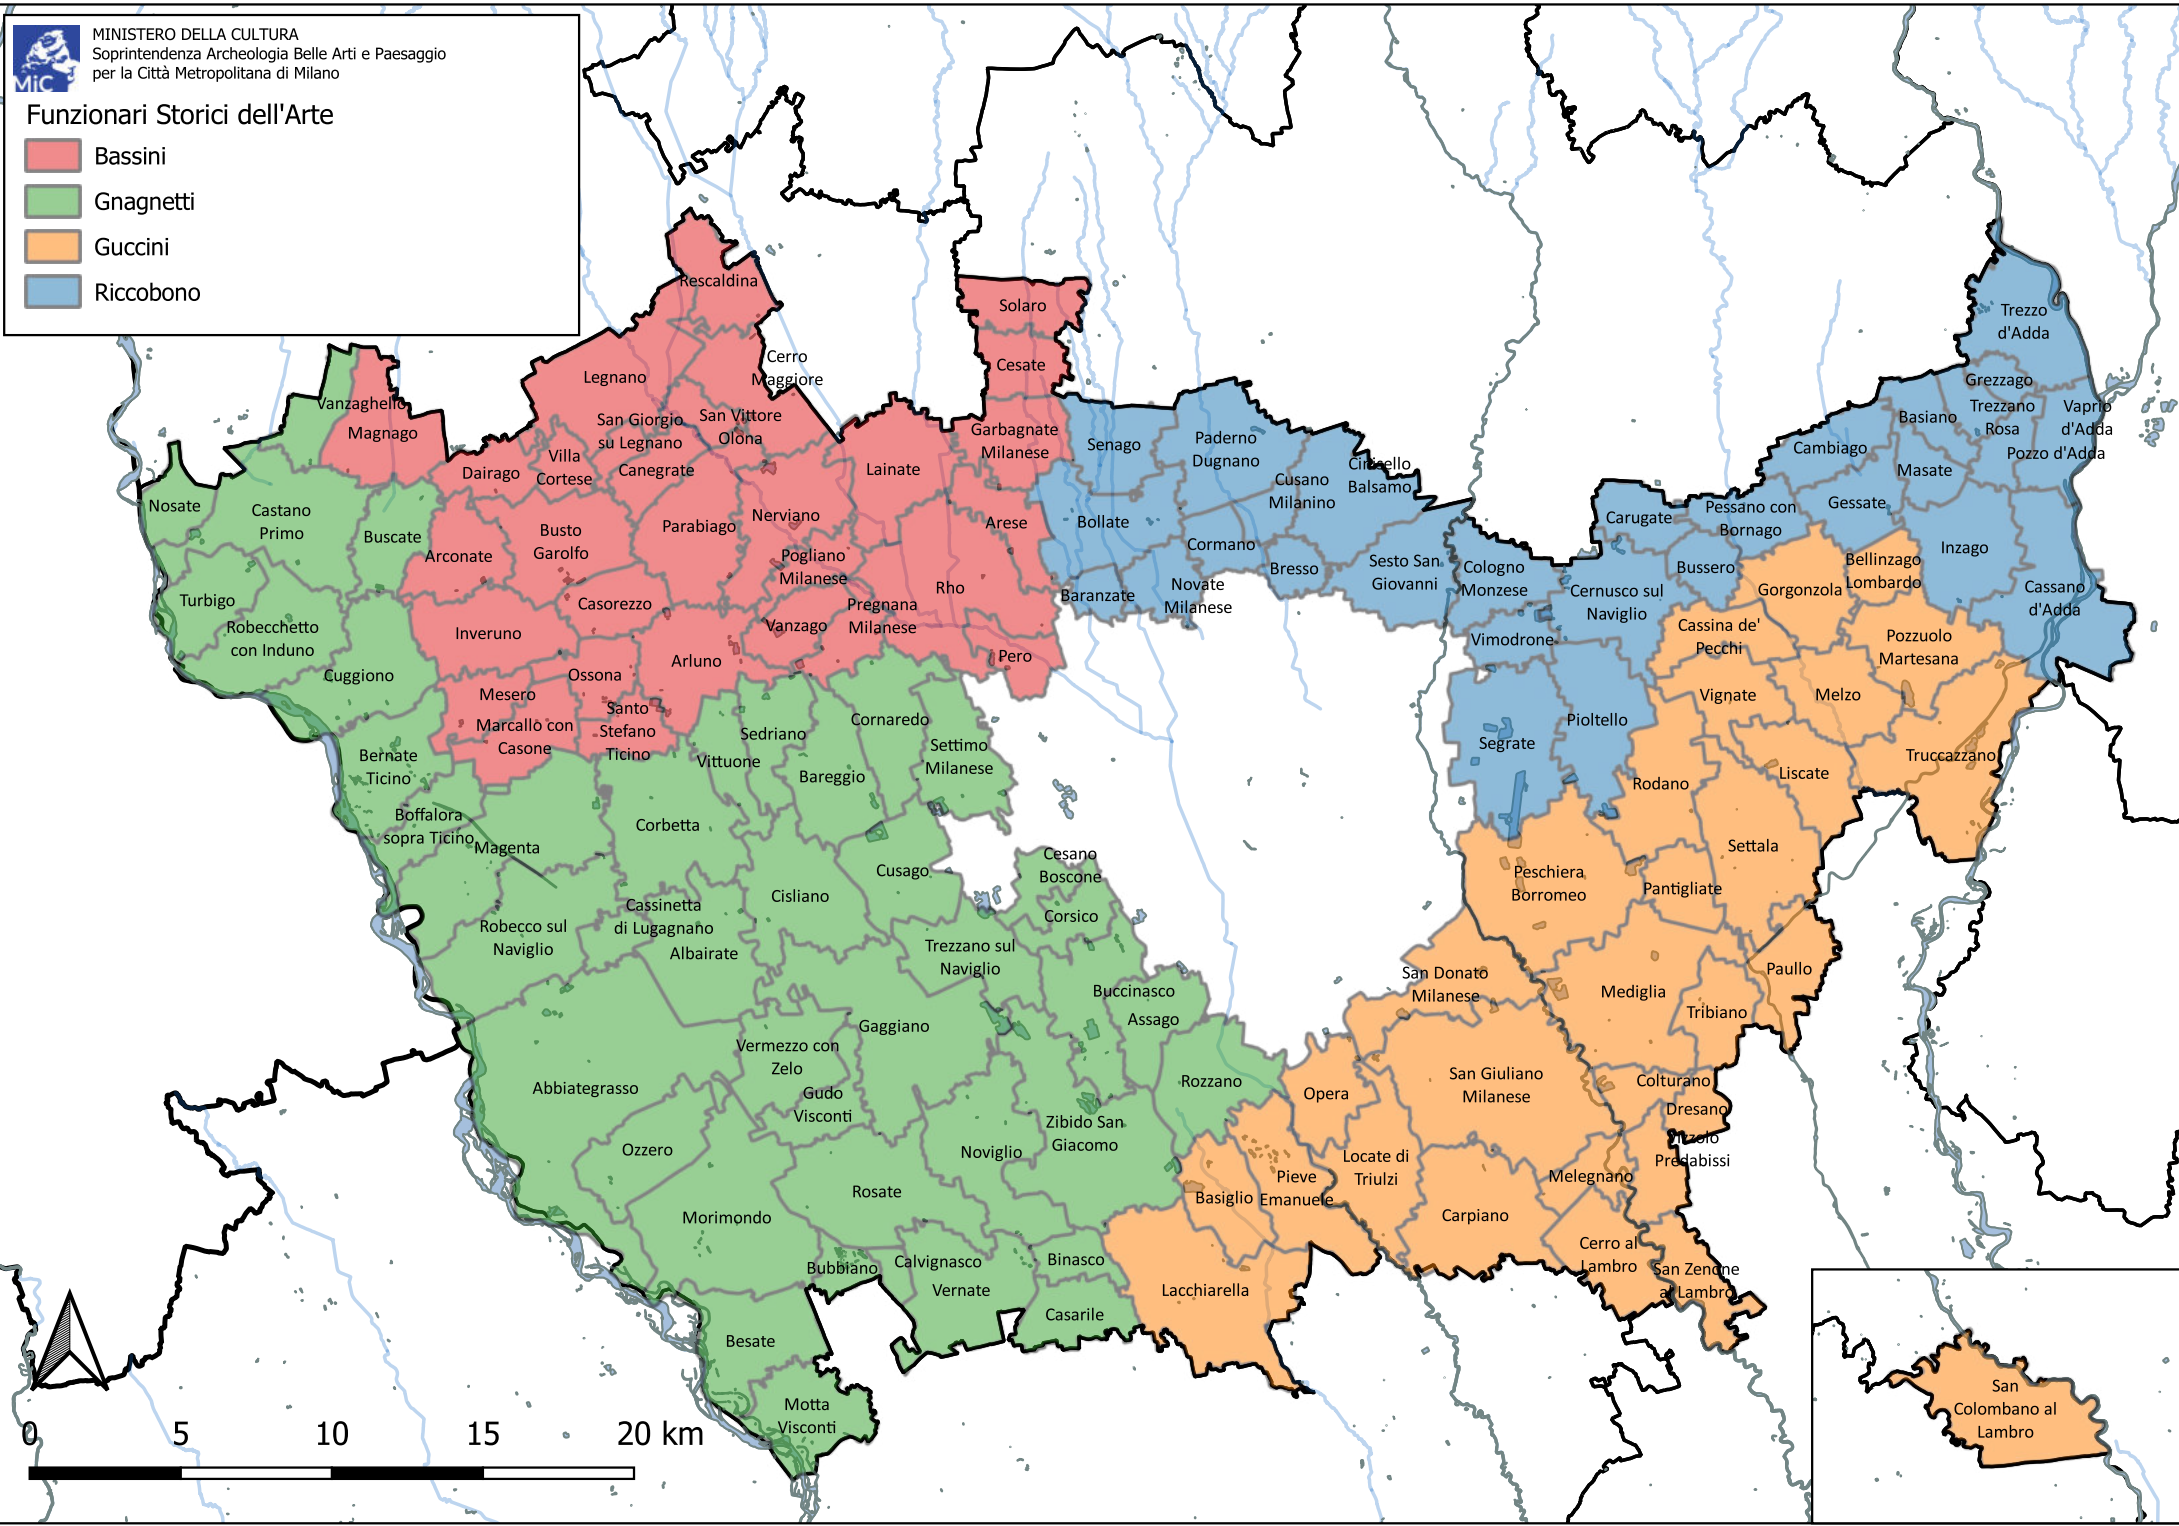 MINISTERO DELLA CULTURA
Soprintendenza Archeologia Belle Arti e Paesaggio
per la Città Metropolitana di Milano
MiC
Funzionari Storici dell'Arte
Bassini
Gnagnetti
Guccini
Riccobono
Rescaldina
Solaro
Cesate
Cerro
Maggiore
Legnano
Vanzaghello
Magnago
San Giorgio
su Legnano
San Vittore
Olona
Garbagnate
Milanese
Dairago
Villa
Cortese
Canegrate
Lainate
Nosate
Castano
Primo
Buscate
Arconate
Busto
Garolfo
Parabiago
Nerviano
Arese
Pogliano
Milanese
Rho
Turbigo
Robecchetto
con Induno
Cuggiono
Inveruno
Casorezzo
Vanzago
Pregnana
Milanese
Pero
Arluno
Ossona
Mesero
Marcallo con
Casone
Santo
Stefano
Ticino
Bernate
Ticino
Vittuone
Sedriano
Cornaredo
Bareggio
Settimo
Milanese
Boffalora
sopra Ticino
Magenta
Corbetta
Cusago
Cesano
Boscone
Corsico
Cisliano
Cassinetta
di Lugagnano
Robecco sul
Naviglio
Albairate
Trezzano sul
Naviglio
Buccinasco
Assago
Gaggiano
Vermezzo con
Zelo
Gudo
Visconti
Abbiategrasso
Rozzano
Ozzero
Noviglio
Zibido San
Giacomo
Rosate
Morimondo
Bubbiano
Calvignasco
Vernate
Binasco
Casarile
Besate
Motta
Visconti
Senago
Paderno
Dugnano
Cusano
Milanino
Cinisello
Balsamo
Bollate
Cormano
Bresso
Sesto San
Giovanni
Baranzate
Novate
Milanese
Cologno
Monzese
Vimodrone
Cernusco sul
Naviglio
Carugate
Pessano con
Bornago
Bussero
Segrate
Pioltello
Cambiago
Gessate
Basiano
Masate
Trezzo
d'Adda
Grezzago
Trezzano
Rosa
Vaprio
d'Adda
Pozzo d'Adda
Inzago
Cassano
d'Adda
Bellinzago
Lombardo
Gorgonzola
Cassina de'
Pecchi
Pozzuolo
Martesana
Vignate
Melzo
Truccazzano
Liscate
Rodano
Settala
Pantigliate
Peschiera
Borromeo
San Donato
Milanese
Mediglia
Paullo
Tribiano
San Giuliano
Milanese
Colturano
Dresano
Vizzolo
Predabissi
Opera
Locate di
Triulzi
Pieve
Emanuele
Basiglio
Melegnano
Carpiano
Cerro al
Lambro
San Zenone
al Lambro
Lacchiarella
San
Colombano al
Lambro
0 5 10 15 20 km